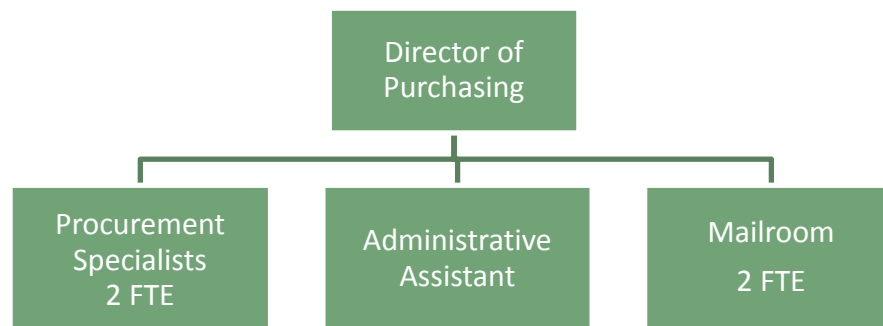 Director of
Purchasing
Procurement
Specialists
2 FTE
Administrative
Assistant
Mailroom
2 FTE